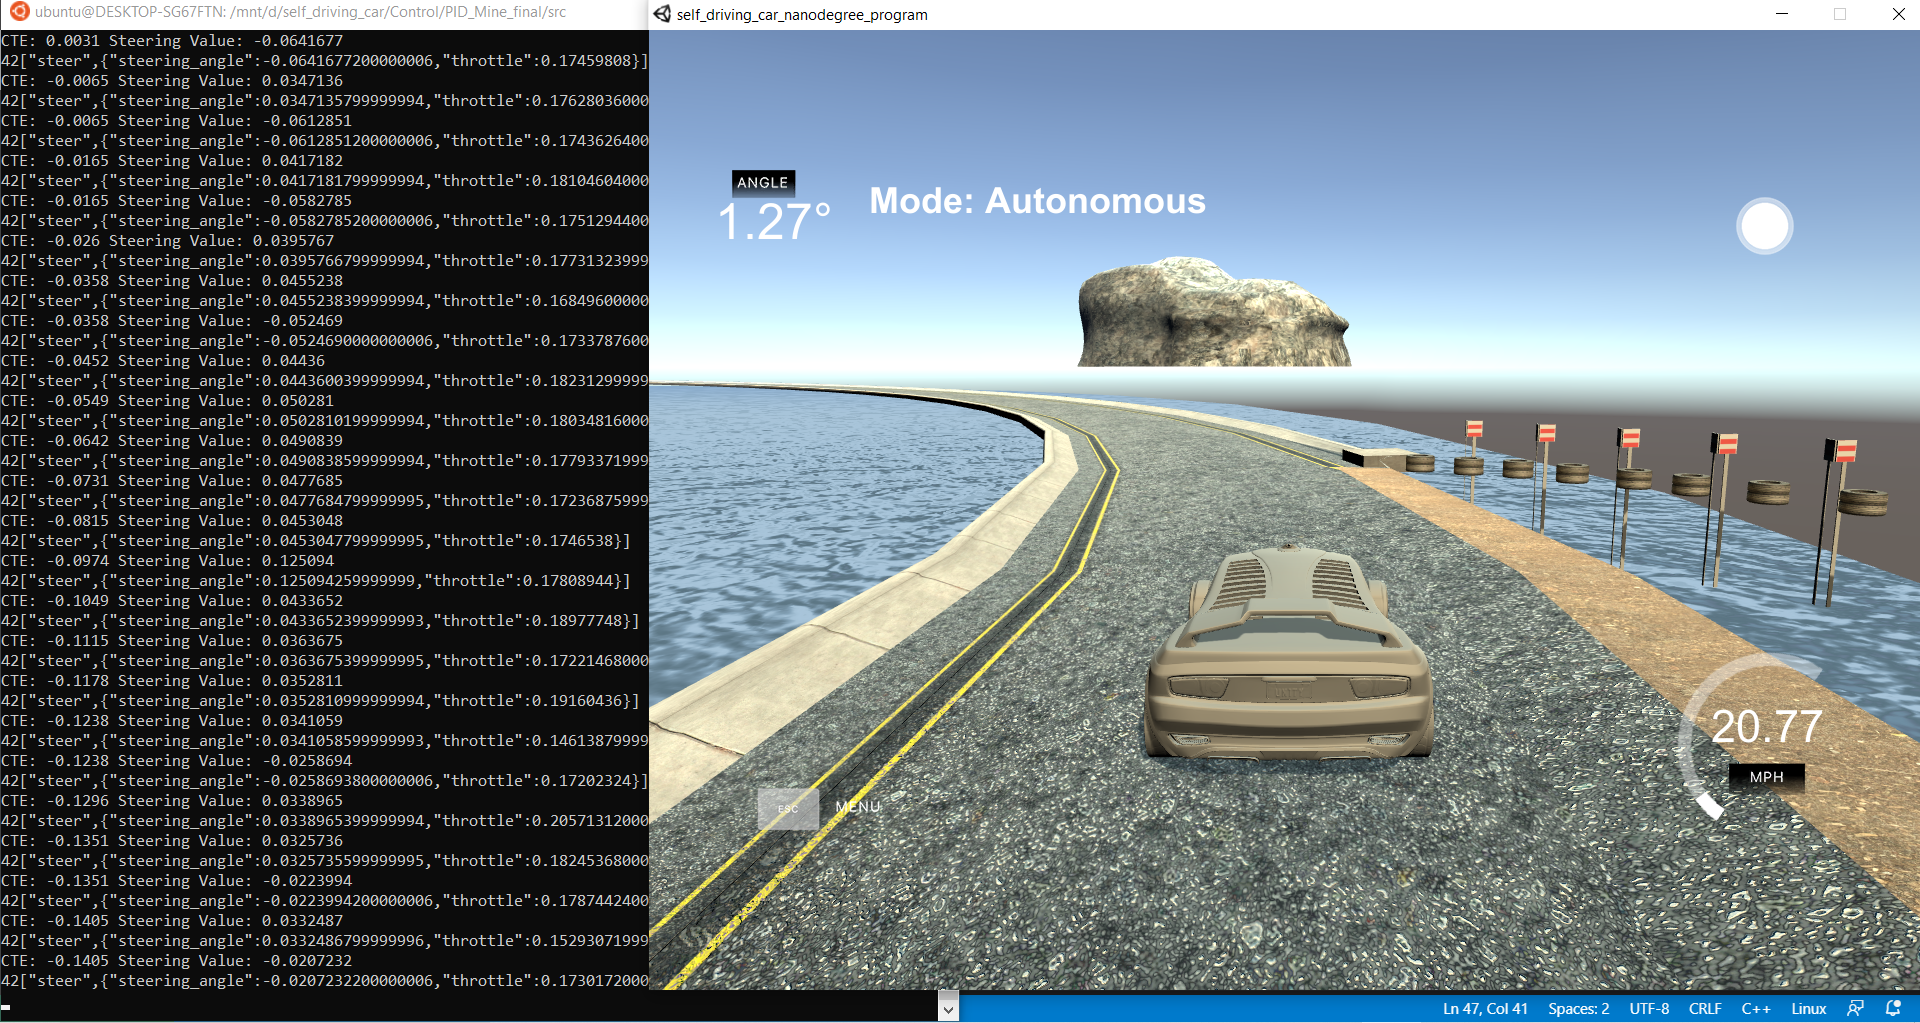 ubuntu@DESKTOP-SG67FTN: /mnt/d/self_driving_car/Control/PID_Mine_final/src
CTE: 0.0031 Steering Value: -0.0641677
42["steer",{"steering_angle":-0.0641677200000006,"throttle":0.17459808}]
CTE: -0.0065 Steering Value: 0.0347136
42["steer",{"steering_angle":0.0347135799999994,"throttle":0.17628036000
CTE: -0.0065 Steering Value: -0.0612851
42["steer",{"steering_angle":-0.0612851200000006,"throttle":0.1743626400
CTE: -0.0165 Steering Value: 0.0417182
42["steer",{"steering_angle":0.0417181799999994,"throttle":0.18104604000
CTE: -0.0165 Steering Value: -0.0582785
42["steer",{"steering_angle":-0.0582785200000006,"throttle":0.1751294400
CTE: -0.026 Steering Value: 0.0395767
42["steer",{"steering_angle":0.0395766799999994,"throttle":0.17731323999
CTE: -0.0358 Steering Value: 0.0455238
42["steer",{"steering_angle":0.0455238399999994,"throttle":0.16849600000
CTE: -0.0358 Steering Value: -0.052469
42["steer",{"steering_angle":-0.0524690000000006,"throttle":0.1733787600
CTE: -0.0452 Steering Value: 0.04436
42["steer",{"steering_angle":0.0443600399999994,"throttle":0.18231299999
CTE: -0.0549 Steering Value: 0.050281
42["steer",{"steering_angle":0.0502810199999994,"throttle":0.18034816000
CTE: -0.0642 Steering Value: 0.0490839
42["steer",{"steering_angle":0.0490838599999994,"throttle":0.17793371999
CTE: -0.0731 Steering Value: 0.0477685
42["steer",{"steering_angle":0.0477684799999995,"throttle":0.17236875999
CTE: -0.0815 Steering Value: 0.0453048
42["steer",{"steering_angle":0.0453047799999995,"throttle":0.1746538}]
CTE: -0.0974 Steering Value: 0.125094
42["steer",{"steering_angle":0.125094259999999,"throttle":0.17808944}]
CTE: -0.1049 Steering Value: 0.0433652
42["steer",{"steering_angle":0.0433652399999993,"throttle":0.18977748}]
CTE: -0.1115 Steering Value: 0.0363675
42["steer",{"steering_angle":0.0363675399999995,"throttle":0.17221468000
CTE: -0.1178 Steering Value: 0.0352811
42["steer",{"steering_angle":0.0352810999999994,"throttle":0.19160436}]
CTE: -0.1238 Steering Value: 0.0341059
42["steer",{"steering_angle":0.0341058599999993,"throttle":0.14613879999
CTE: -0.1238 Steering Value: -0.0258694
42["steer",{"steering_angle":-0.0258693800000006,"throttle":0.17202324}]
CTE: -0.1296 Steering Value: 0.0338965
42["steer",{"steering_angle":0.0338965399999994,"throttle":0.20571312000
CTE: -0.1351 Steering Value: 0.0325736
42["steer",{"steering_angle":0.0325735599999995,"throttle":0.18245368000
CTE: -0.1351 Steering Value: -0.0223994
42["steer",{"steering_angle":-0.0223994200000006,"throttle":0.1787442400
CTE: -0.1405 Steering Value: 0.0332487
42["steer",{"steering_angle":0.0332486799999996,"throttle":0.15293071999
CTE: -0.1405 Steering Value: -0.0207232
42["steer",{"steering_angle":-0.0207232200000006,"throttle":0.1730172000
self_driving_car_nanodegree_program
ANGLE
1.27°
Mode: Autonomous
20.77
MPH
ESC
MENU
UNITY
Ln 47, Col 41
Spaces: 2
UTF-8
CRLF
C++
Linux